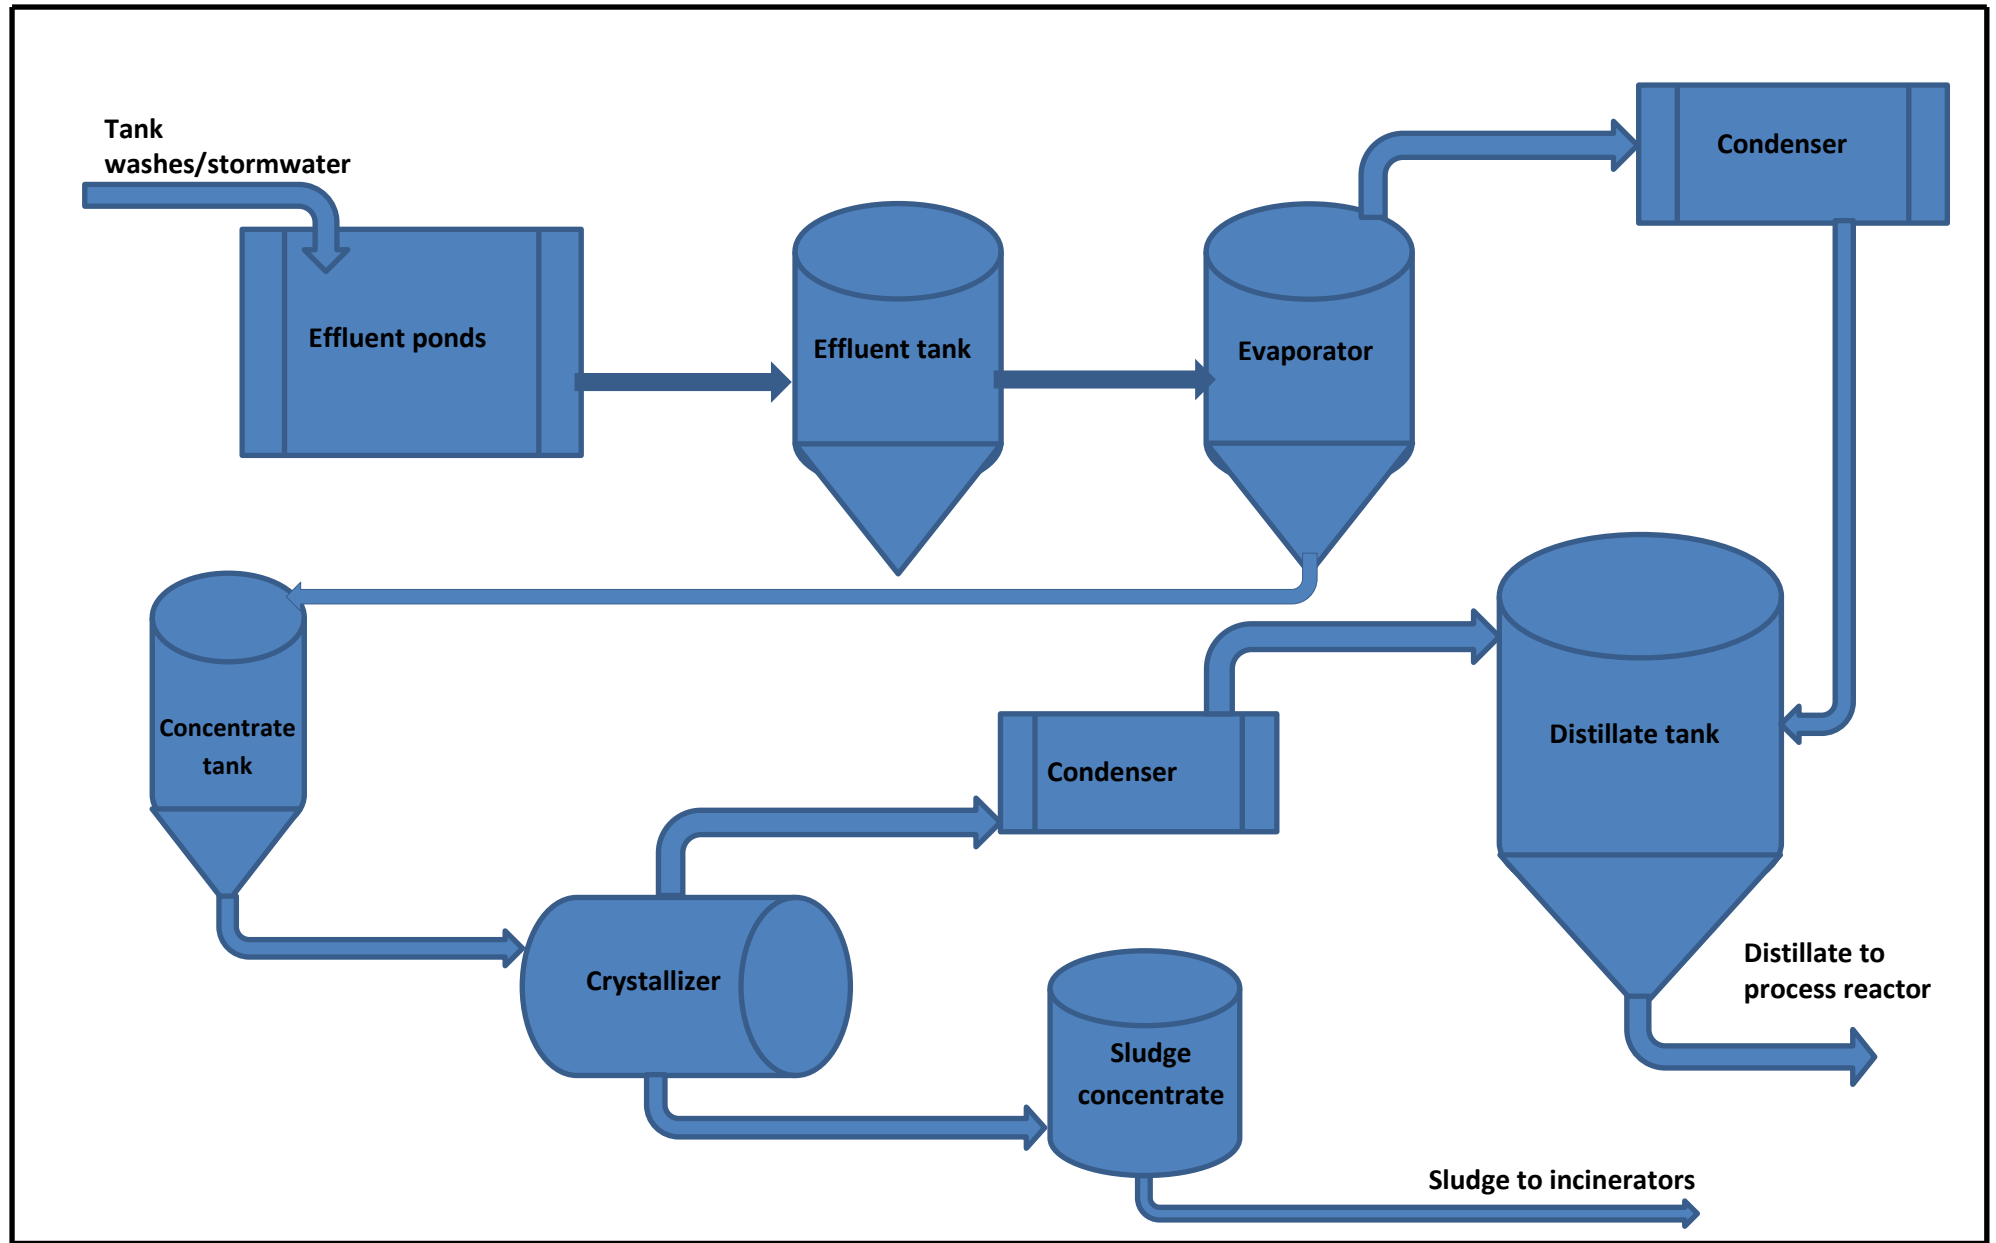 Tank
washes/stormwater
Condenser
Effluent ponds
Effluent tank
Evaporator
Concentrate
tank
Condenser
Distillate tank
Crystallizer
Distillate to
process reactor
Sludge
concentrate
Sludge to incinerators